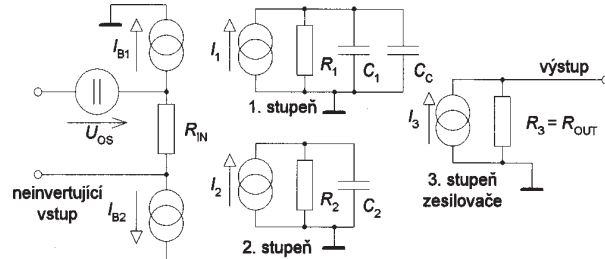 I_B1
U_OS
R_IN
neinvertující
vstup
I_B2
I_1
R_1
C_1
C_C
1. stupeň
I_2
R_2
C_2
2. stupeň
výstup
I_3
R_3 = R_OUT
3. stupeň
zesilovače